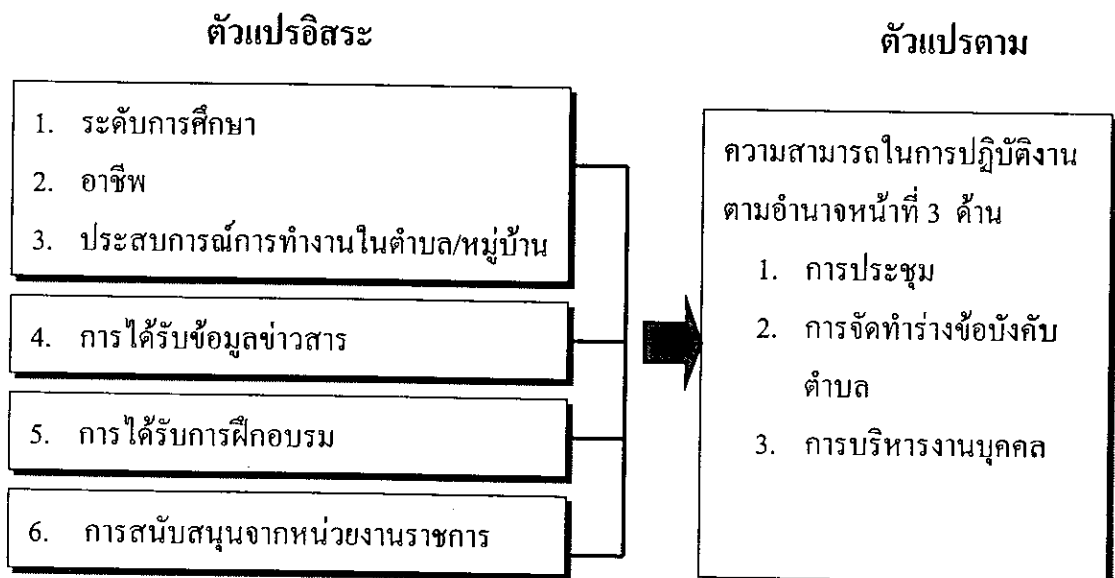 ตัวแปรอิสระ
1. ระดับการศึกษา
2. อาชีพ
3. ประสบการณ์การทำงานในตำบล/หมู่บ้าน
4. การได้รับข้อมูลข่าวสาร
5. การได้รับการฝึกอบรม
6. การสนับสนุนจากหน่วยงานราชการ
ตัวแปรตาม
ความสามารถในการปฏิบัติงาน
ตามอำนาจหน้าที่ 3 ด้าน
1. การประชุม
2. การจัดทำร่างข้อบังคับ
ตำบล
3. การบริหารงานบุคคล